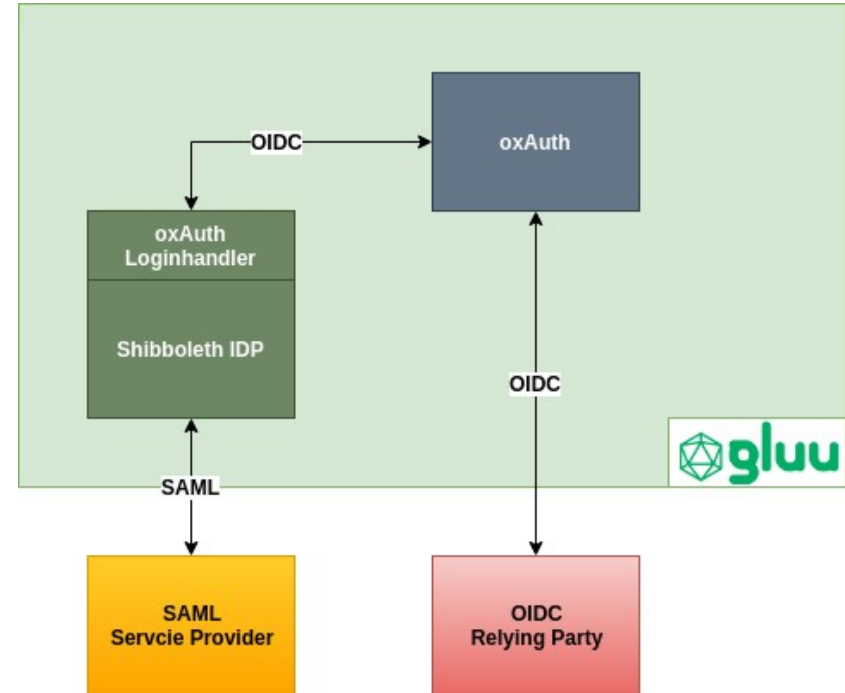 OIDC
oxAuth
oxAuth
Loginhandler
Shibboleth IDP
OIDC
gluu
SAML
SAML
Servcie Provider
OIDC
Relying Party